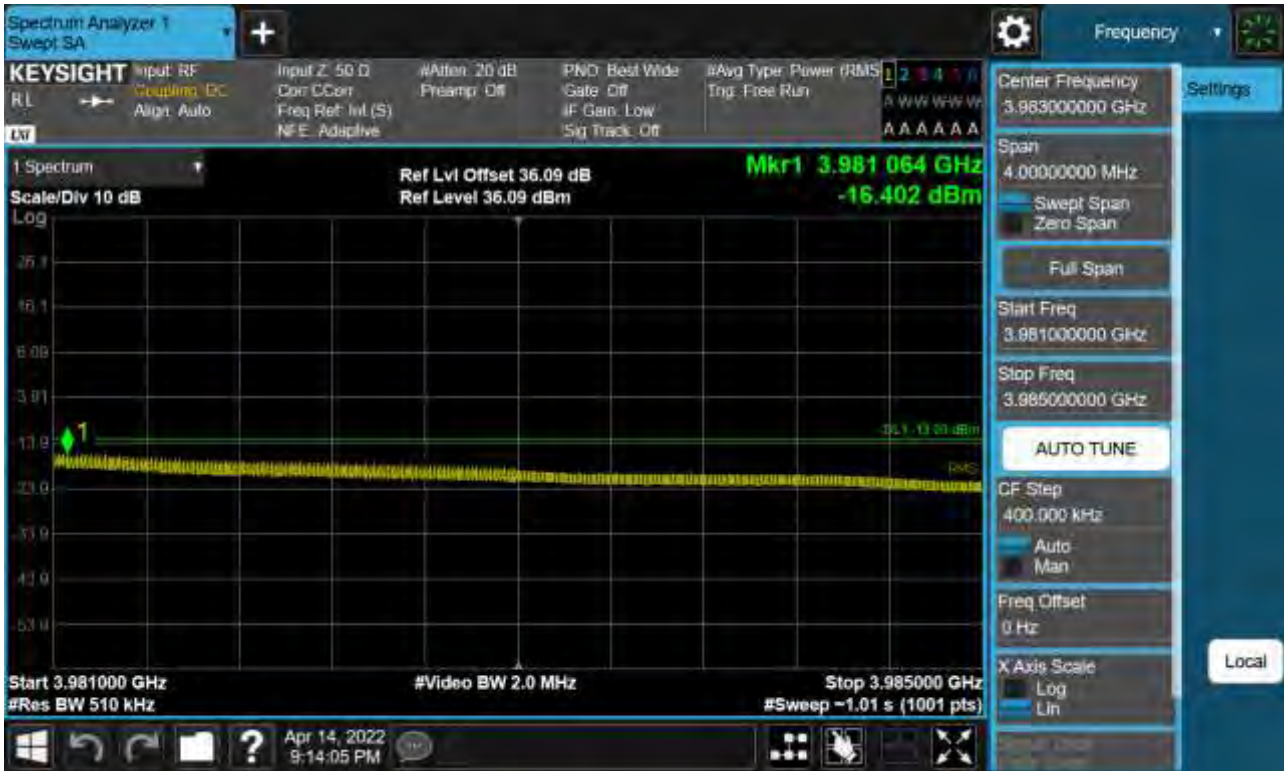 Spectrum Analyzer 1
Swept SA
+
Frequency
KEYSIGHT
RL
LXI
Input: RF
Coupling: DC
Align: Auto
Input Z: 50 Ω
Corr CCorr
Freq Ref: Int (S)
NFE: Adaptive
#Atten: 20 dB
Preamp: Off
PNO: Best Wide
Gate: Off
IF Gain: Low
Sig Track: Off
#Avg Type: Power (RMS
Trig: Free Run
1 2 3 4 5 6
A W W W W W
A A A A A A
1 Spectrum
Scale/Div 10 dB
Log
Ref Lvl Offset 36.09 dB
Ref Level 36.09 dBm
Mkr1 3.981 064 GHz
-16.402 dBm
26.1
16.1
6.09
-3.91
-13.9
-23.9
-33.9
-43.9
-53.9
1
DL1 -13.00 dBm
RMS
Start 3.981000 GHz
#Res BW 510 kHz
#Video BW 2.0 MHz
Stop 3.985000 GHz
#Sweep ~1.01 s (1001 pts)
Center Frequency
3.983000000 GHz
Span
4.00000000 MHz
Swept Span
Zero Span
Full Span
Start Freq
3.981000000 GHz
Stop Freq
3.985000000 GHz
AUTO TUNE
CF Step
400.000 kHz
Auto
Man
Freq Offset
0 Hz
X Axis Scale
Log
Lin
Settings
Local
?
Apr 14, 2022
9:14:05 PM